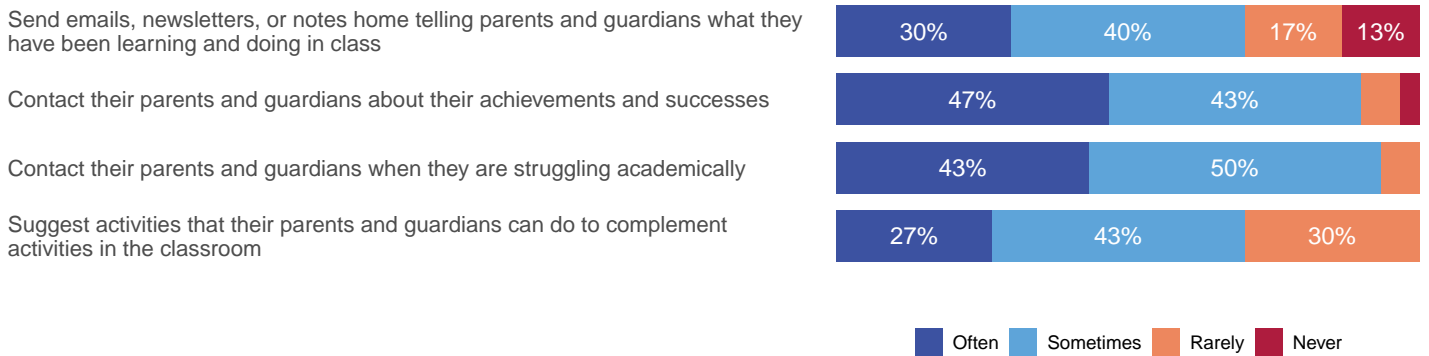 Send emails, newsletters, or notes home telling parents and guardians what they
have been learning and doing in class
30% 40% 17% 13%
Contact their parents and guardians about their achievements and successes
47% 43%
Contact their parents and guardians when they are struggling academically
43% 50%
Suggest activities that their parents and guardians can do to complement
activities in the classroom
27% 43% 30%
Often Sometimes Rarely Never